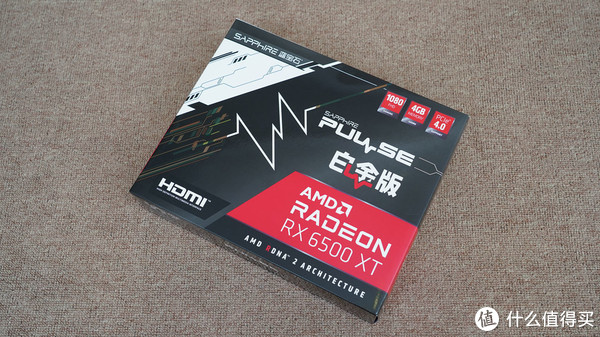 SAPPHIRE 蓝宝石
1080
4GB
PCIe
4.0
SAPPHIRE
PULSE
白金版
HDMI
AMD
RADEON
RX 6500 XT
AMD RDNA 2 ARCHITECTURE
值 什么值得买